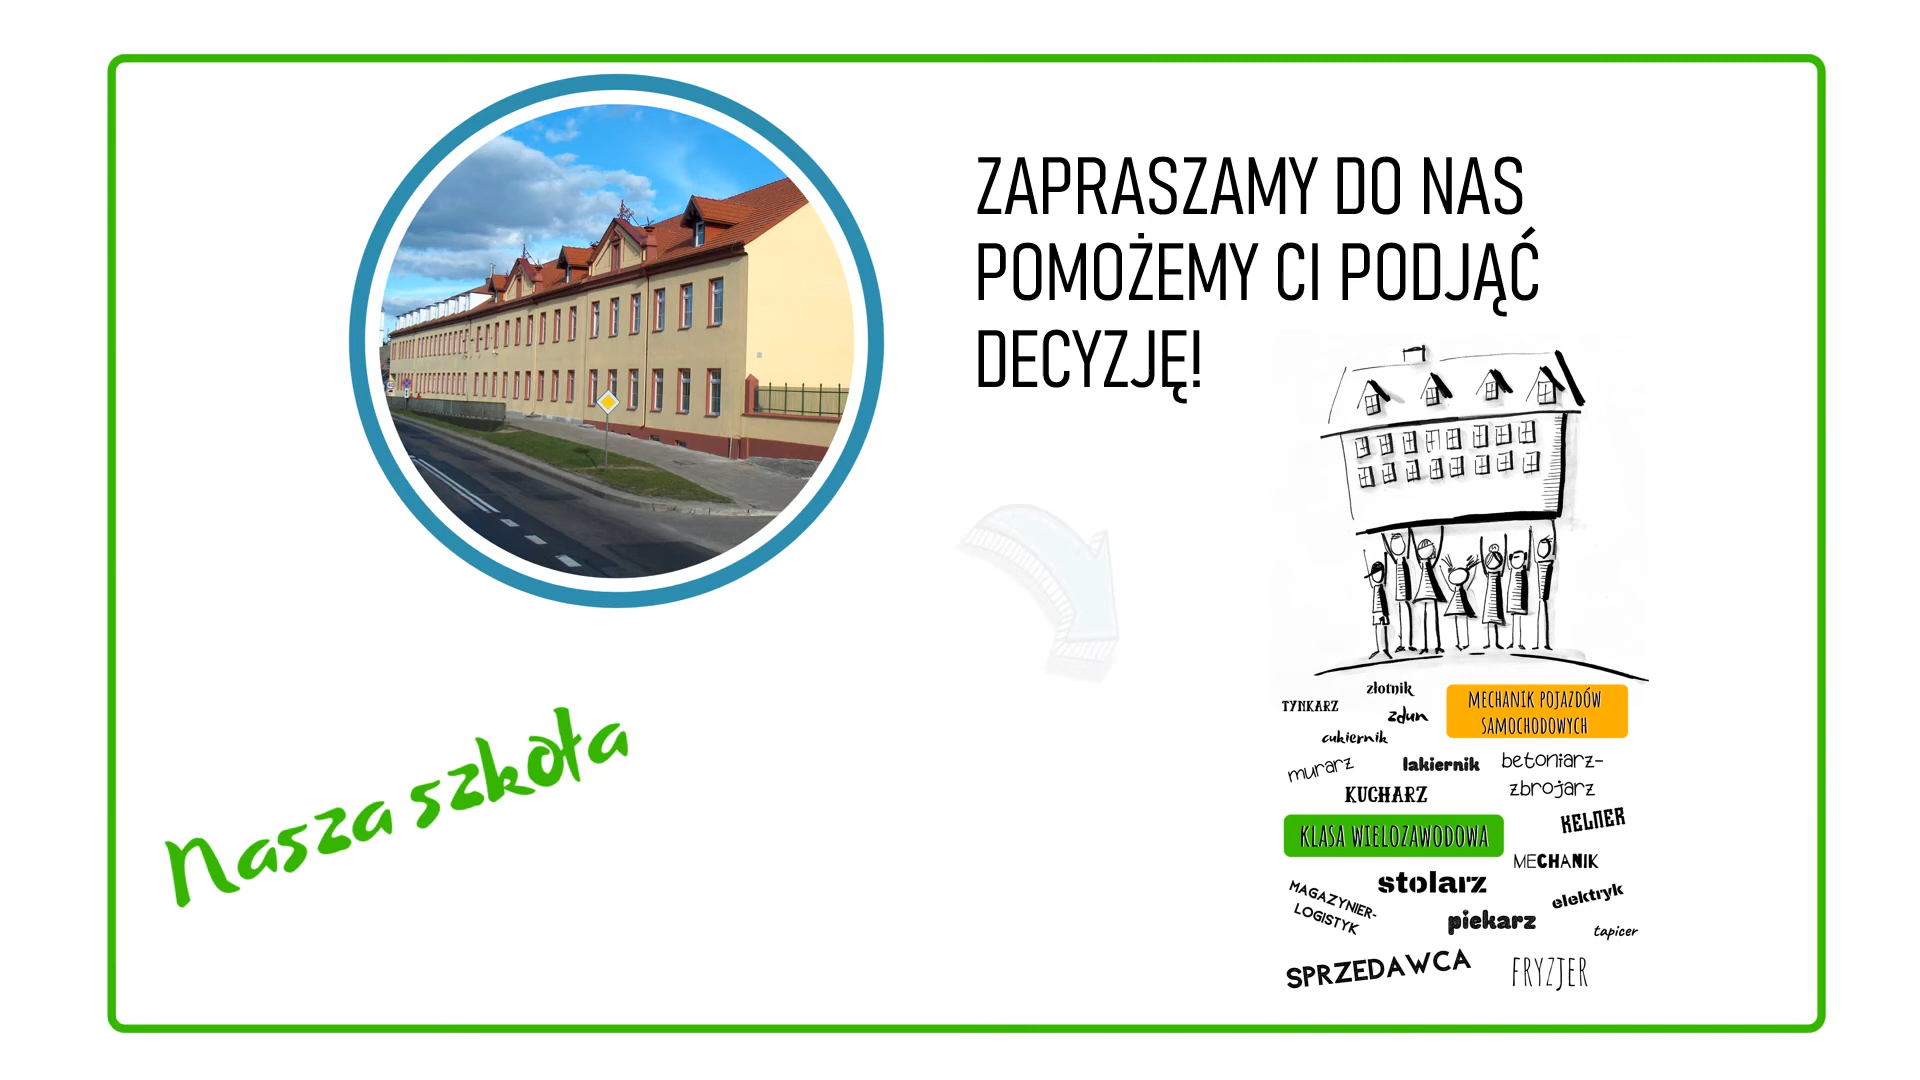 ZAPRASZAMY DO NAS
POMOŻEMY CI PODJĄĆ
DECYZJĘ!
Nasza szkoła
złotnik
TYNKARZ
zdun
MECHANIK POJAZDÓW
SAMOCHODOWYCH
cukiernik
murarz
lakiernik
betoniarz-
zbrojarz
KUCHARZ
KELNER
KLASA WIELOZAWODOWA
MECHANIK
stolarz
MAGAZYNIER-
LOGISTYK
elektryk
piekarz
tapicer
SPRZEDAWCA
FRYZJER